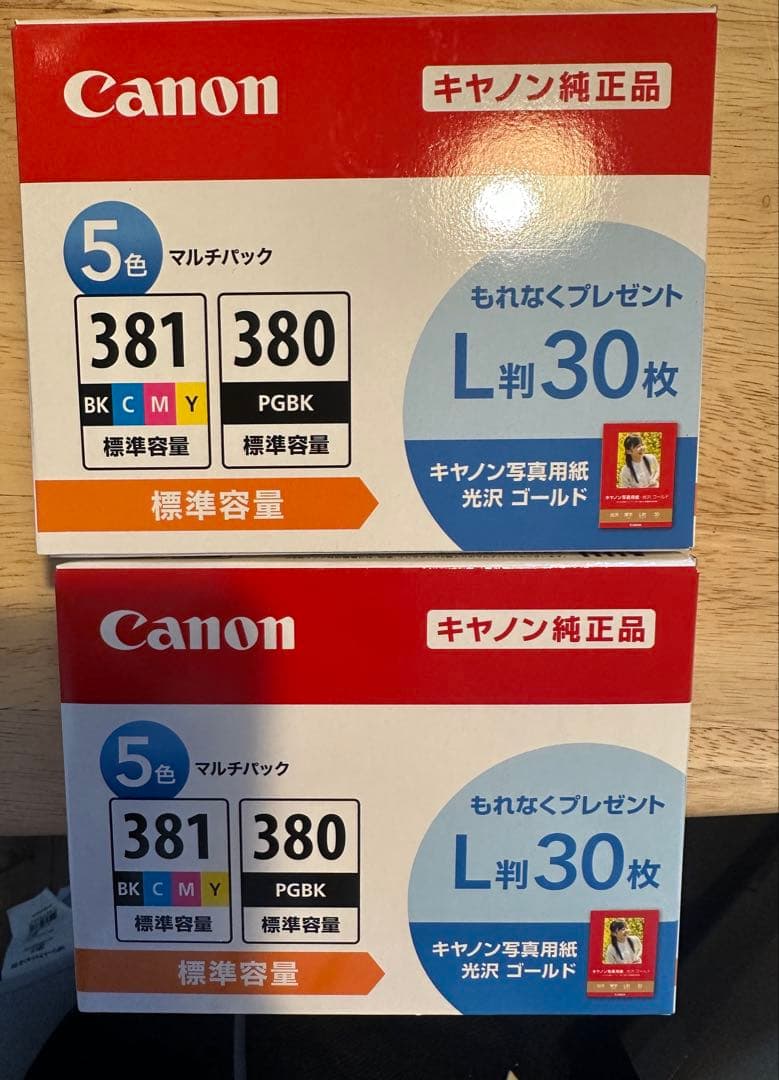 Canon
キヤノン純正品
5色 マルチパック
381 380
BK C M Y PGBK
標準容量 標準容量
標準容量
もれなくプレゼント
L判30枚
キヤノン写真用紙
光沢 ゴールド
Canon
キヤノン純正品
5色 マルチパック
381 380
BK C M Y PGBK
標準容量 標準容量
標準容量
もれなくプレゼント
L判30枚
キヤノン写真用紙
光沢 ゴールド